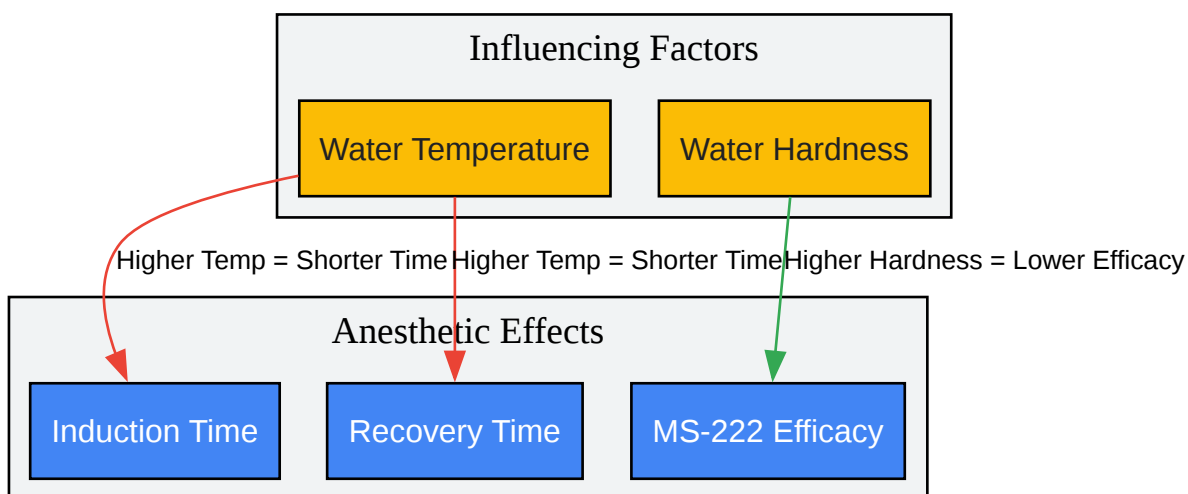 Influencing Factors
Water Temperature
Water Hardness
Higher Temp = Shorter Time
Higher Temp = Shorter Time
Higher Hardness = Lower Efficacy
Anesthetic Effects
Induction Time
Recovery Time
MS-222 Efficacy